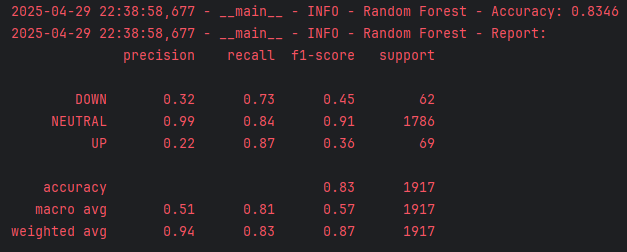 2025-04-29 22:38:58,677 - __main__ - INFO - Random Forest - Accuracy: 0.8346
2025-04-29 22:38:58,677 - __main__ - INFO - Random Forest - Report:
precision recall f1-score support
DOWN 0.32 0.73 0.45 62
NEUTRAL 0.99 0.84 0.91 1786
UP 0.22 0.87 0.36 69
accuracy 0.83 1917
macro avg 0.51 0.81 0.57 1917
weighted avg 0.94 0.83 0.87 1917